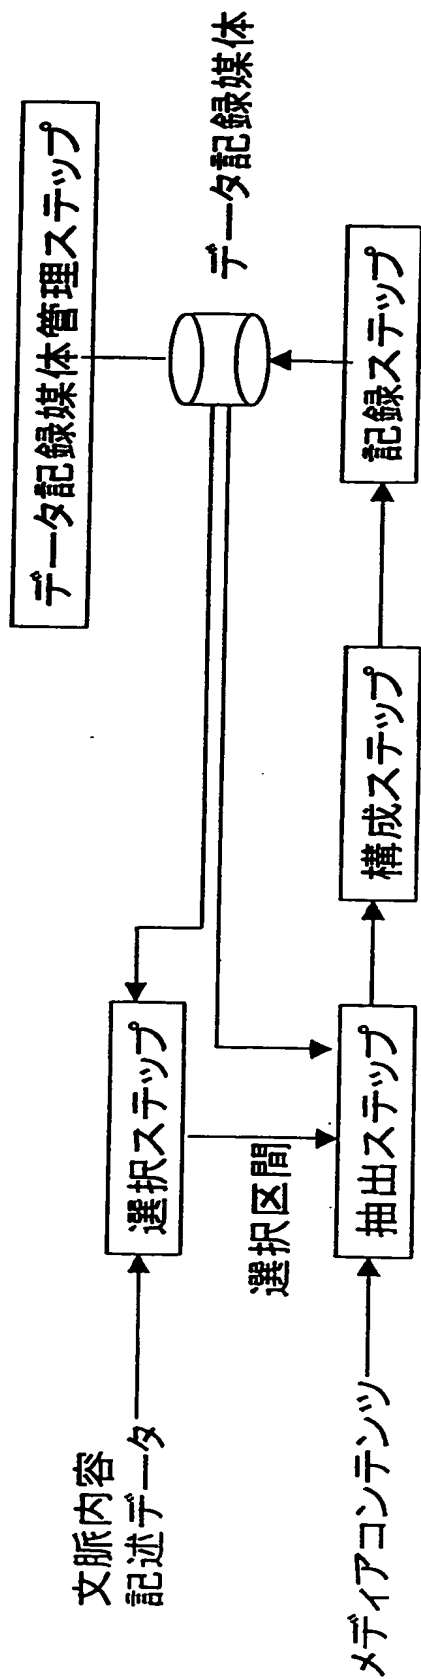 文脈内容
記述データ
選択ステップ
データ記録媒体管理ステップ
データ記録媒体
選択区間
メディアコンテンツ
抽出ステップ
構成ステップ
記録ステップ